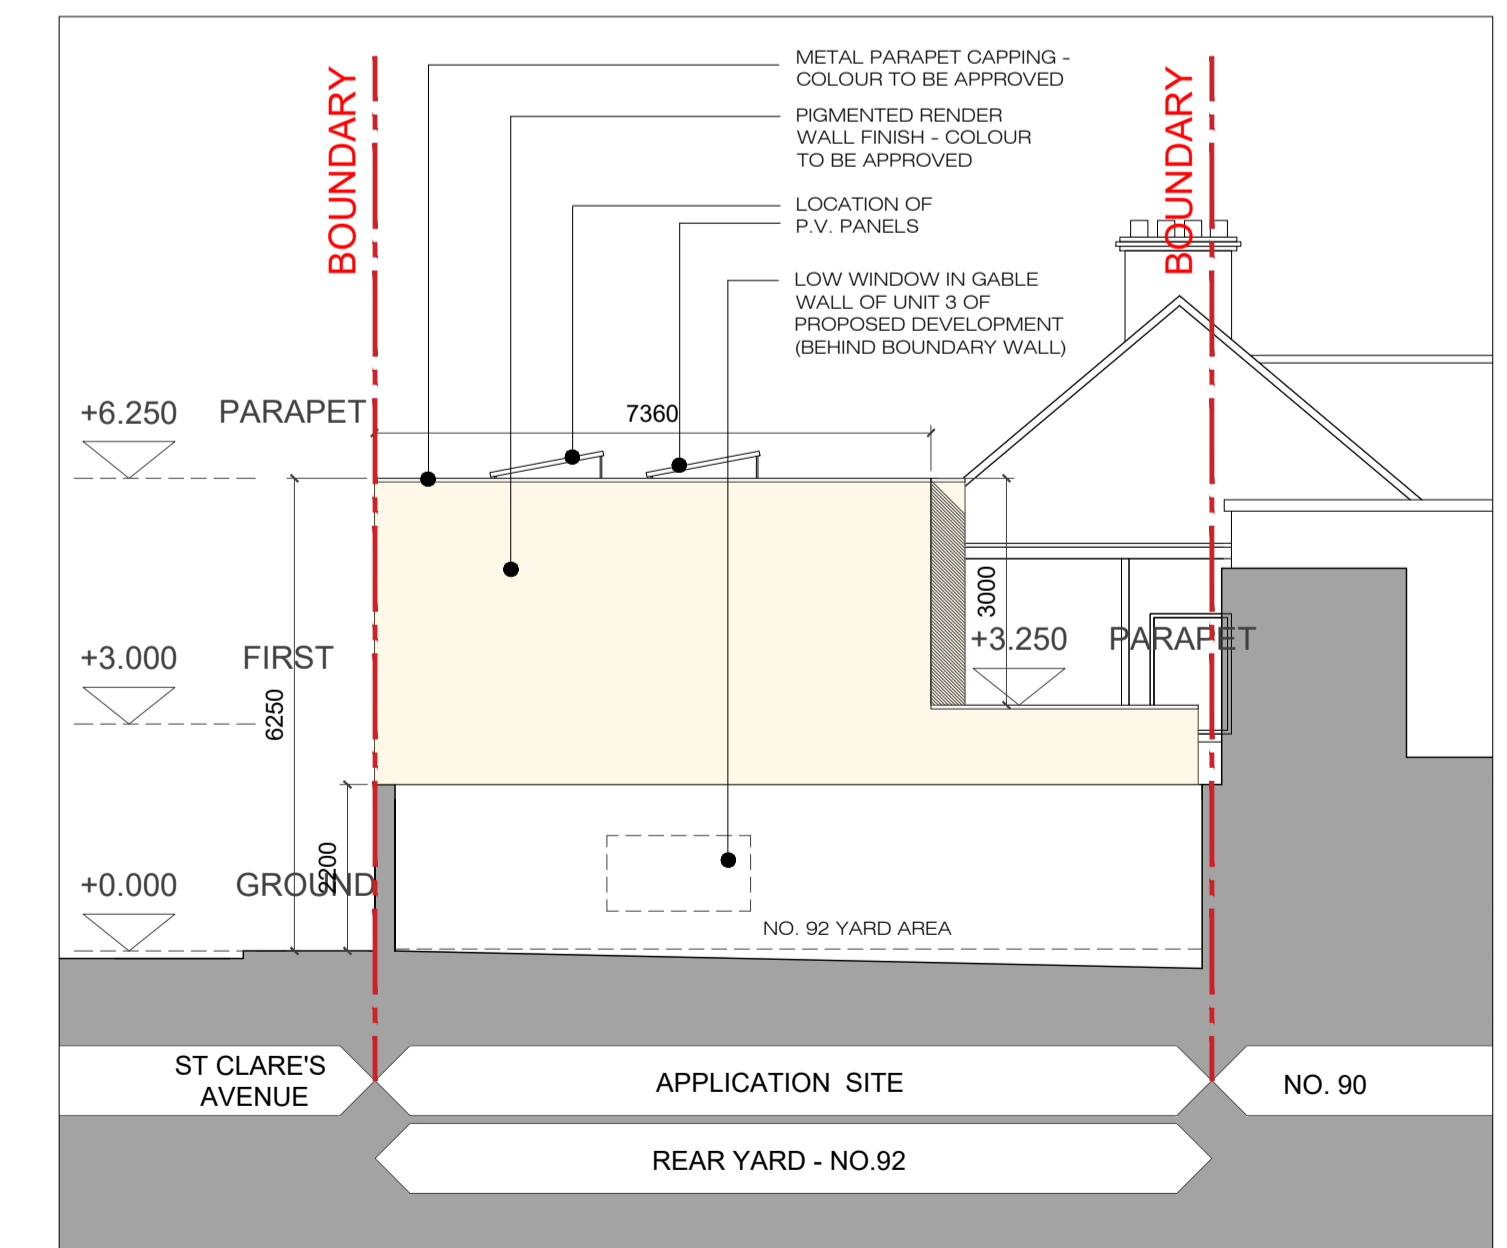 METAL PARAPET CAPPING -
COLOUR TO BE APPROVED
PIGMENTED RENDER
WALL FINISH - COLOUR
TO BE APPROVED
LOCATION OF
P.V. PANELS
LOW WINDOW IN GABLE
WALL OF UNIT 3 OF
PROPOSED DEVELOPMENT
(BEHIND BOUNDARY WALL)
BOUNDARY
BOUNDARY
+6.250 PARAPET
7360
3000
+3.250 PARAPET
+3.000 FIRST
6250
2200
+0.000 GROUND
NO. 92 YARD AREA
ST CLARE'S
AVENUE
APPLICATION SITE
NO. 90
REAR YARD - NO.92